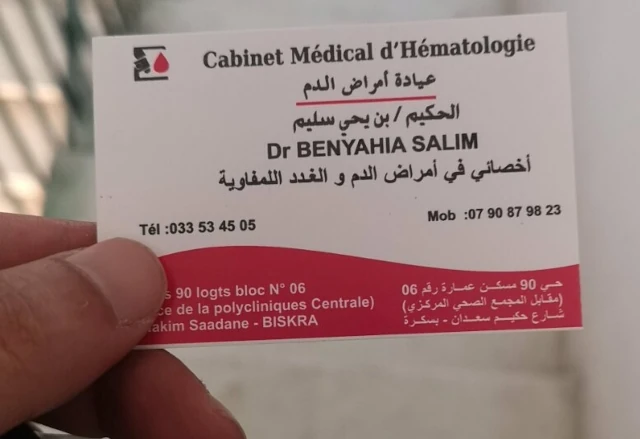 Cabinet Médical d'Hématologie
عيادة أمراض الدم
الحكيم / بن يحي سليم
Dr BENYAHIA SALIM
أخصائي في أمراض الدم و الغدد اللمفاوية
Tél :033 53 45 05
Mob :07 90 87 98 23
90 logts bloc N° 06
de la polycliniques Centrale)
Saadane - BISKRA
حي 90 مسكن عمارة رقم 06
(مقابل المجمع الصحي المركزي)
شارع حكيم سعدان - بسكرة